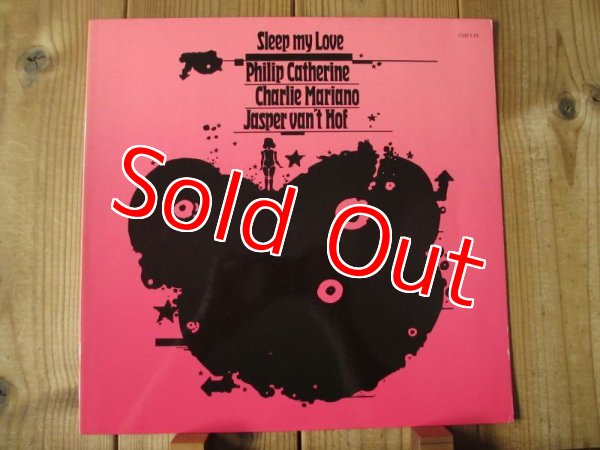 Sleep my Love
Philip Catherine
Charlie Mariano
Jasper van't Hof
Sold Out